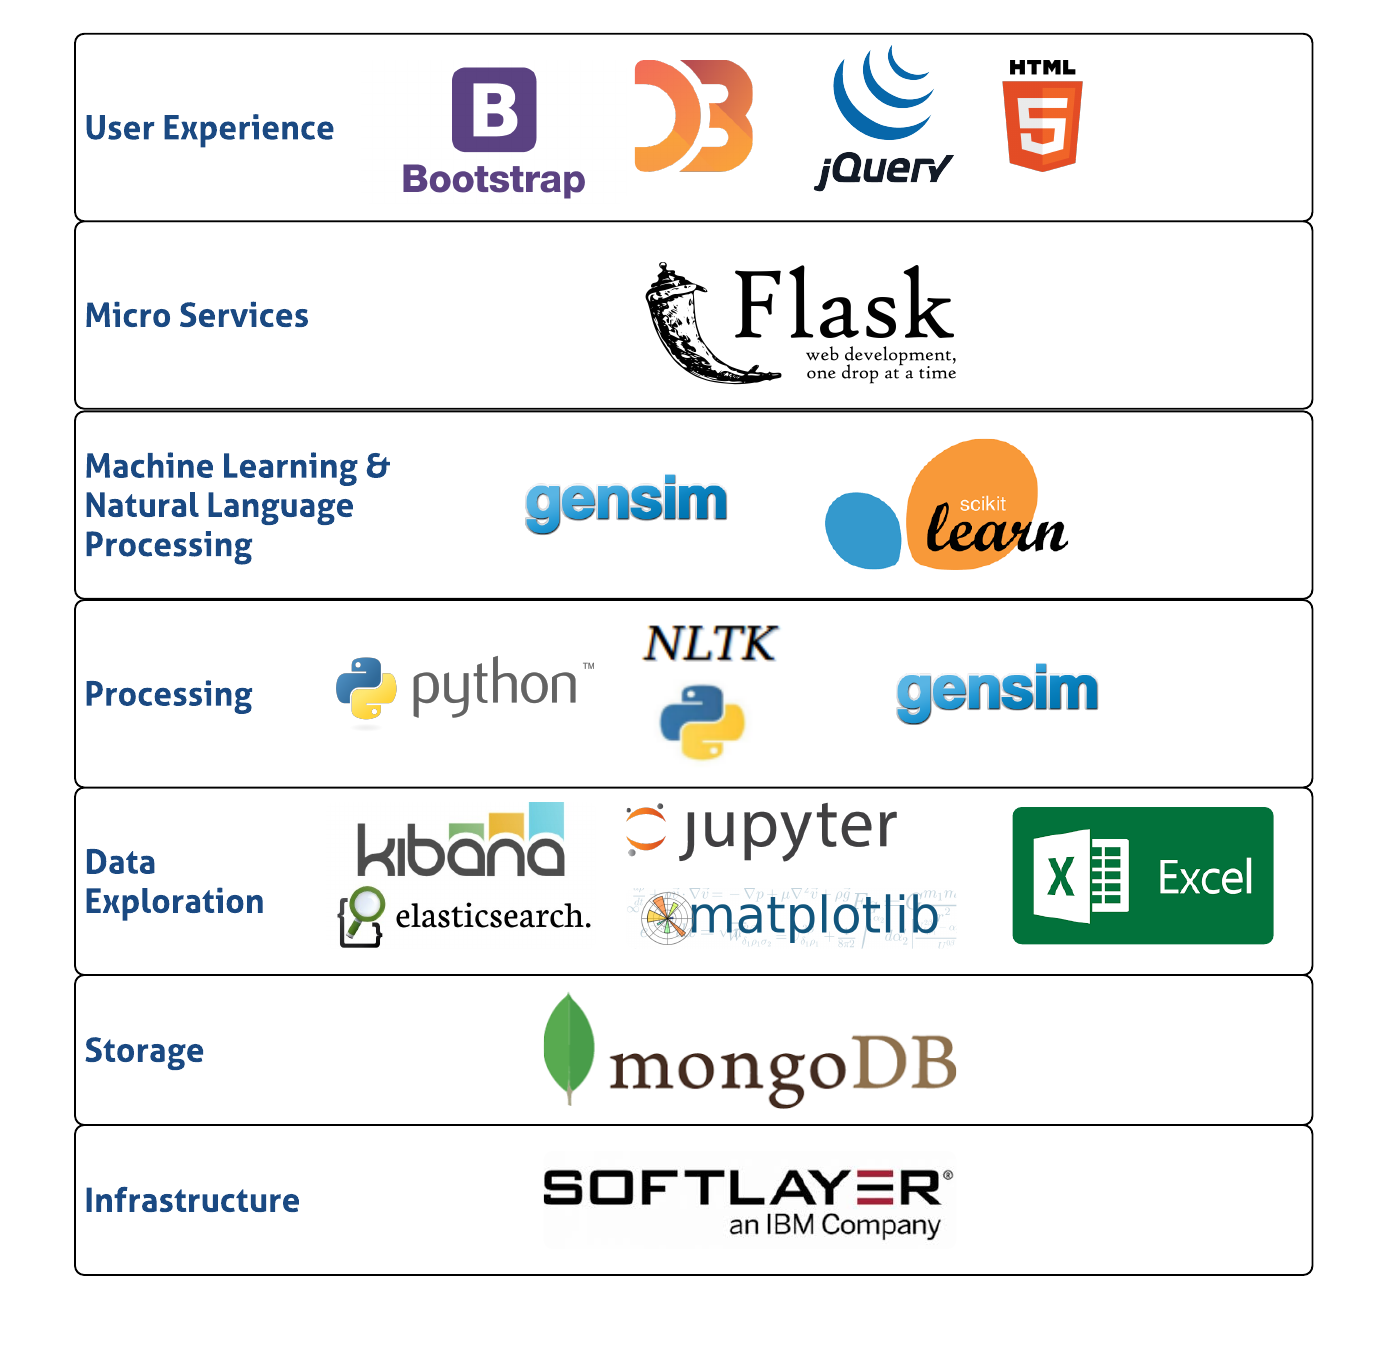 User Experience
B
Bootstrap
D3
jQuery
HTML
5
Micro Services
Flask
web development,
one drop at a time
Machine Learning &
Natural Language
Processing
gensim
scikit
learn
Processing
python™
NLTK
gensim
Data
Exploration
kibana
elasticsearch.
jupyter
matplotlib
X
Excel
Storage
mongoDB
Infrastructure
SOFTLAYER®
an IBM Company